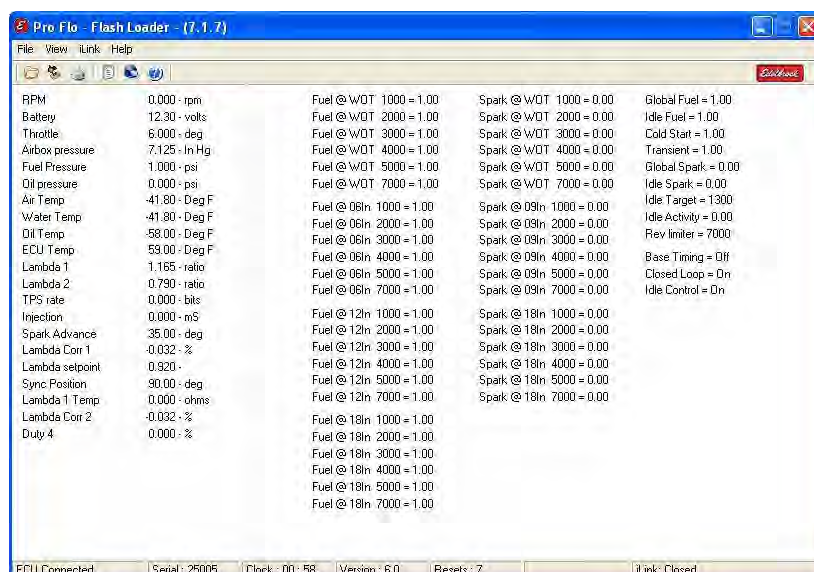 Pro Flo - Flash Loader - (7.1.7)
File View iLink Help
Edelbrock
RPM 0.000 - rpm
Battery 12.30 - volts
Throttle 6.000 - deg
Airbox pressure 7.125 - In Hg
Fuel Pressure 1.000 - psi
Oil pressure 0.000 - psi
Air Temp -41.80 - Deg F
Water Temp -41.80 - Deg F
Oil Temp -58.00 - Deg F
ECU Temp 59.00 - Deg F
Lambda 1 1.165 - ratio
Lambda 2 0.790 - ratio
TPS rate 0.000 - bits
Injection 0.000 - mS
Spark Advance 35.00 - deg
Lambda Corr 1 -0.032 - %
Lambda setpoint 0.920 -
Sync Position 90.00 - deg
Lambda 1 Temp 0.000 - ohms
Lambda Corr 2 -0.032 - %
Duty 4 0.000 - %
Fuel @ WOT 1000 = 1.00
Fuel @ WOT 2000 = 1.00
Fuel @ WOT 3000 = 1.00
Fuel @ WOT 4000 = 1.00
Fuel @ WOT 5000 = 1.00
Fuel @ WOT 7000 = 1.00
Fuel @ 06In 1000 = 1.00
Fuel @ 06In 2000 = 1.00
Fuel @ 06In 3000 = 1.00
Fuel @ 06In 4000 = 1.00
Fuel @ 06In 5000 = 1.00
Fuel @ 06In 7000 = 1.00
Fuel @ 12In 1000 = 1.00
Fuel @ 12In 2000 = 1.00
Fuel @ 12In 3000 = 1.00
Fuel @ 12In 4000 = 1.00
Fuel @ 12In 5000 = 1.00
Fuel @ 12In 7000 = 1.00
Fuel @ 18In 1000 = 1.00
Fuel @ 18In 2000 = 1.00
Fuel @ 18In 3000 = 1.00
Fuel @ 18In 4000 = 1.00
Fuel @ 18In 5000 = 1.00
Fuel @ 18In 7000 = 1.00
Spark @ WOT 1000 = 0.00
Spark @ WOT 2000 = 0.00
Spark @ WOT 3000 = 0.00
Spark @ WOT 4000 = 0.00
Spark @ WOT 5000 = 0.00
Spark @ WOT 7000 = 0.00
Spark @ 09In 1000 = 0.00
Spark @ 09In 2000 = 0.00
Spark @ 09In 3000 = 0.00
Spark @ 09In 4000 = 0.00
Spark @ 09In 5000 = 0.00
Spark @ 09In 7000 = 0.00
Spark @ 18In 1000 = 0.00
Spark @ 18In 2000 = 0.00
Spark @ 18In 3000 = 0.00
Spark @ 18In 4000 = 0.00
Spark @ 18In 5000 = 0.00
Spark @ 18In 7000 = 0.00
Global Fuel = 1.00
Idle Fuel = 1.00
Cold Start = 1.00
Transient = 1.00
Global Spark = 0.00
Idle Spark = 0.00
Idle Target = 1300
Idle Activity = 0.00
Rev limiter = 7000
Base Timing = Off
Closed Loop = On
Idle Control = On
ECU Connected Serial : 25005 Clock : 00 : 58 Version : 6.0 Resets : 7 iLink: Closed